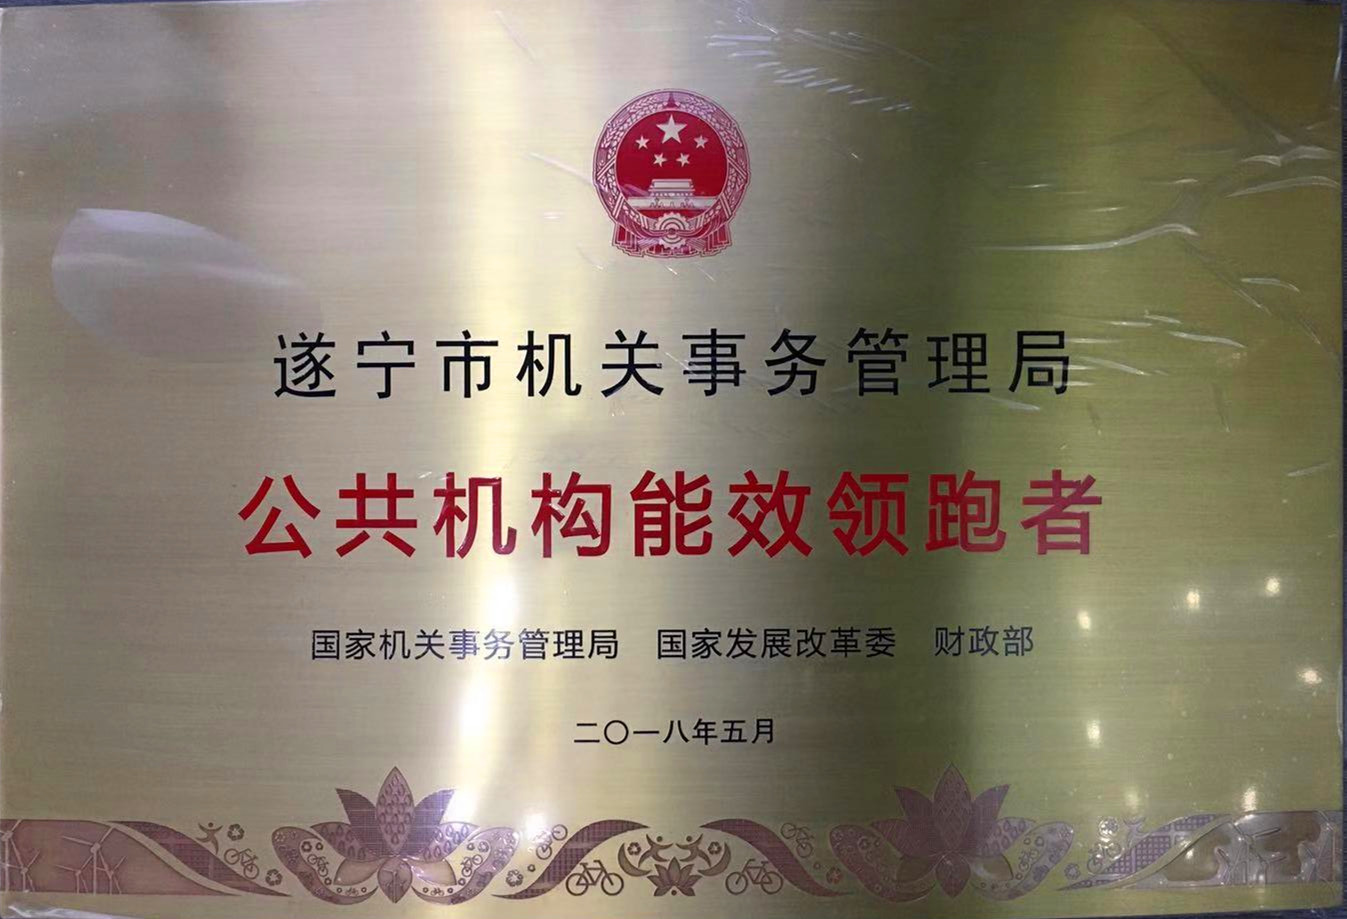 遂宁市机关事务管理局
公共机构能效领跑者
国家机关事务管理局 国家发展改革委 财政部
二〇一八年五月